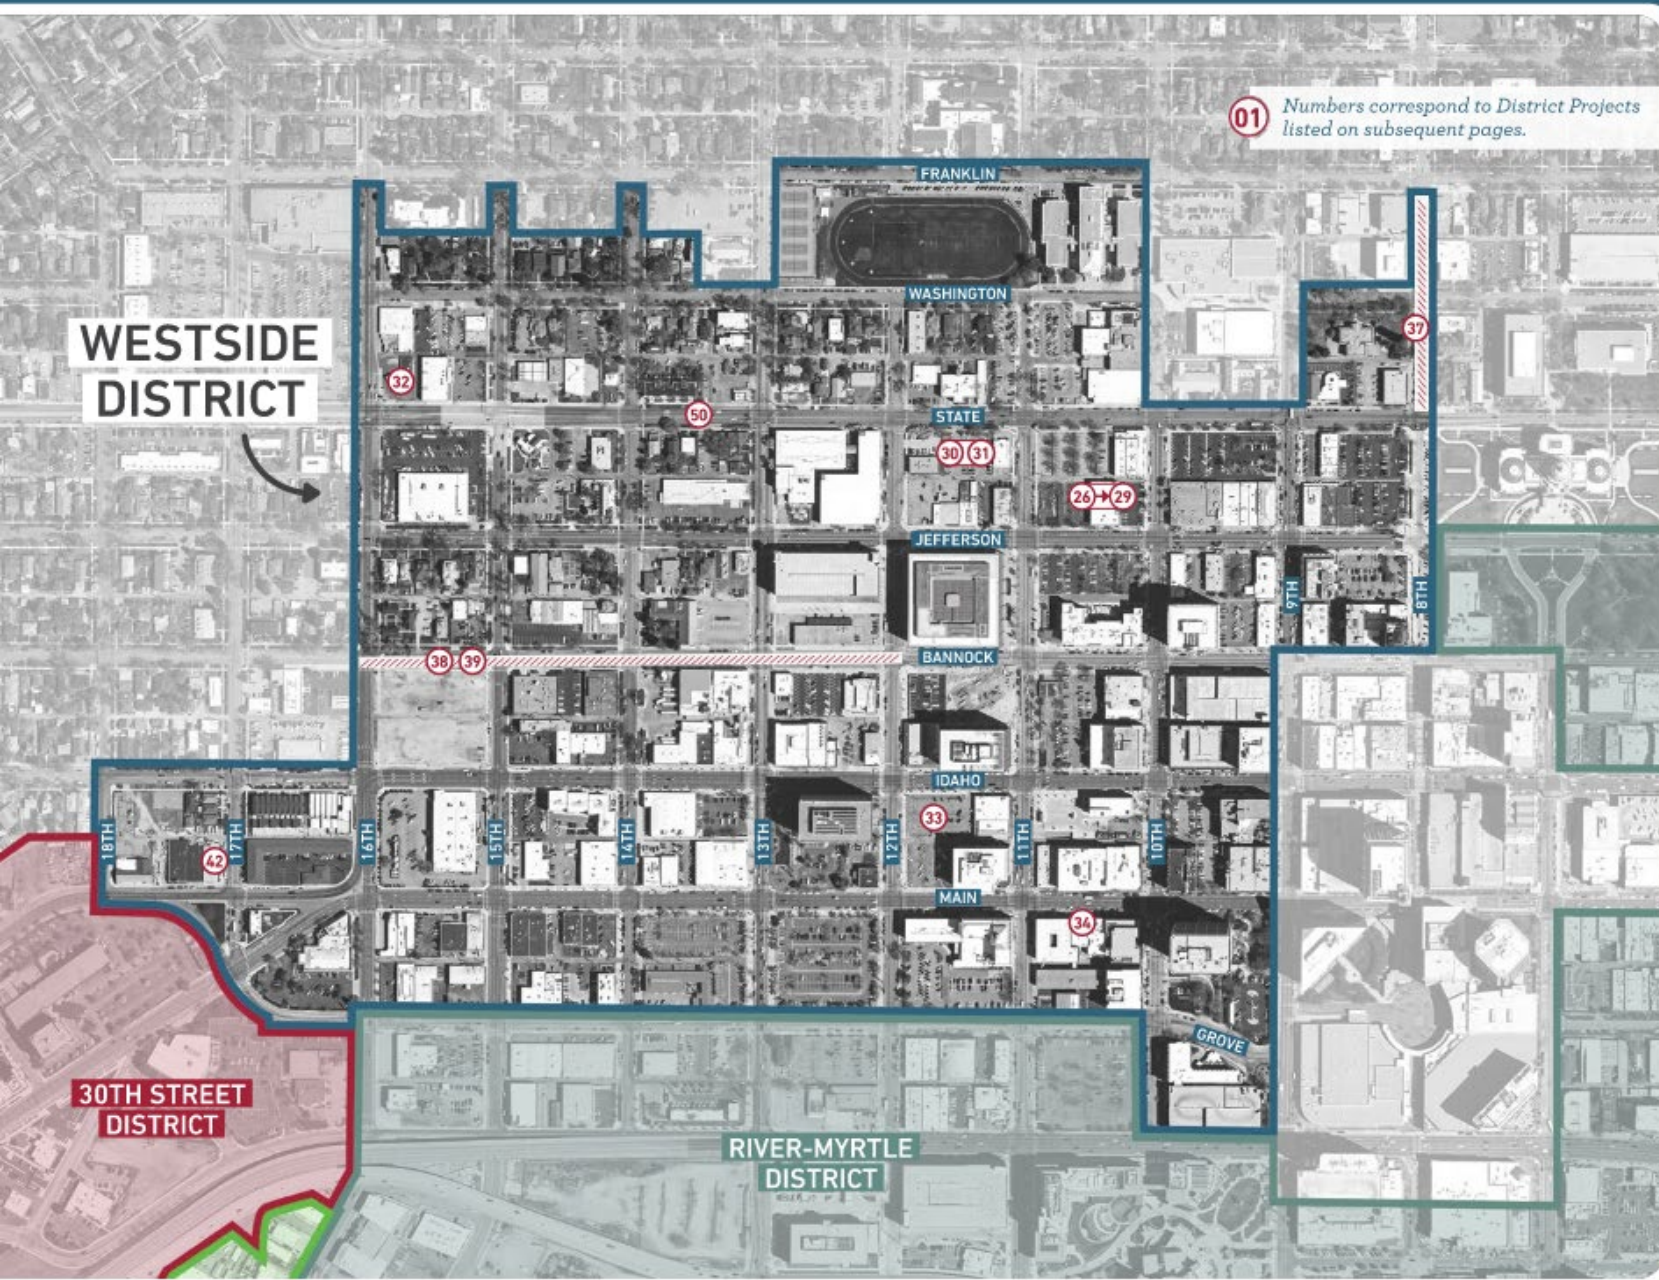 01
Numbers correspond to District Projects
listed on subsequent pages.
FRANKLIN
WASHINGTON
37
WESTSIDE
DISTRICT
32
50
STATE
30 31
26 29
JEFFERSON
9TH
8TH
38 39
BANNOCK
IDAHO
18TH
42
17TH
16TH
15TH
14TH
13TH
12TH
33
11TH
10TH
MAIN
34
GROVE
30TH STREET
DISTRICT
RIVER-MYRTLE
DISTRICT